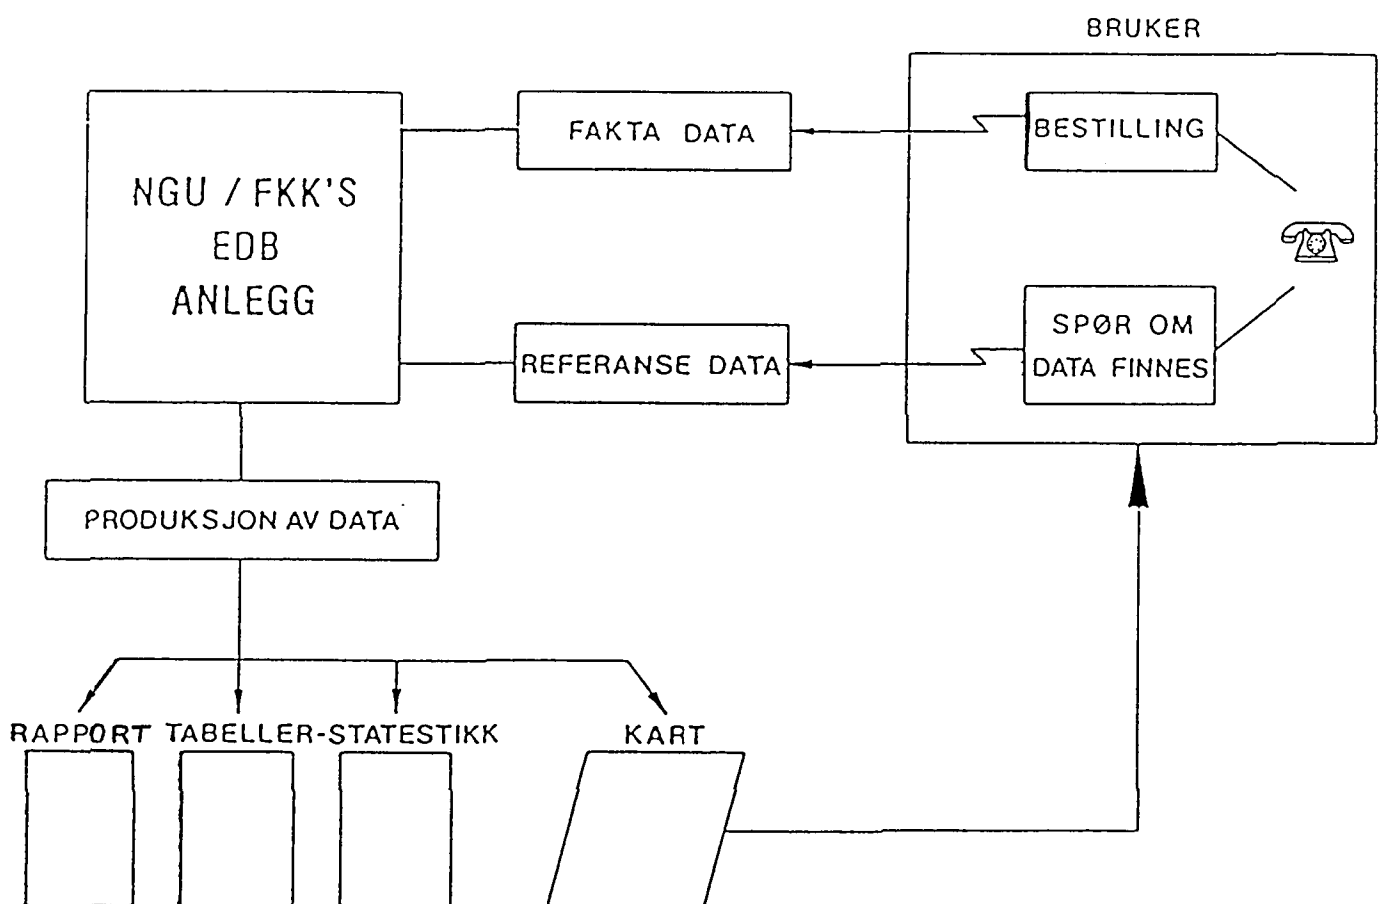 BRUKER
NGU / FKK'S
EDB
ANLEGG
FAKTA DATA
BESTILLING
REFERANSE DATA
SPØR OM
DATA FINNES
PRODUKSJON AV DATA
RAPPORT TABELLER-STATESTIKK KART